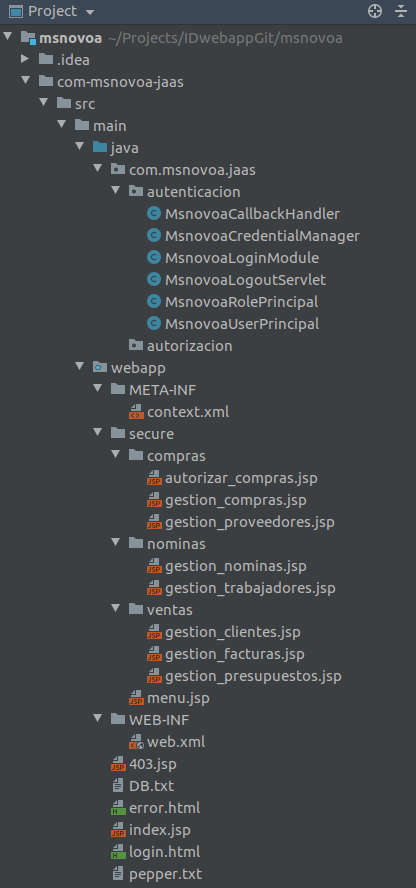 Project
msnovoa ~/Projects/IDwebappGit/msnovoa
.idea
com-msnovoa-jaas
src
main
java
com.msnovoa.jaas
autenticacion
MsnovoaCallbackHandler
MsnovoaCredentialManager
MsnovoaLoginModule
MsnovoaLogoutServlet
MsnovoaRolePrincipal
MsnovoaUserPrincipal
autorizacion
webapp
META-INF
context.xml
secure
compras
autorizar_compras.jsp
gestion_compras.jsp
gestion_proveedores.jsp
nominas
gestion_nominas.jsp
gestion_trabajadores.jsp
ventas
gestion_clientes.jsp
gestion_facturas.jsp
gestion_presupuestos.jsp
menu.jsp
WEB-INF
web.xml
403.jsp
DB.txt
error.html
index.jsp
login.html
pepper.txt